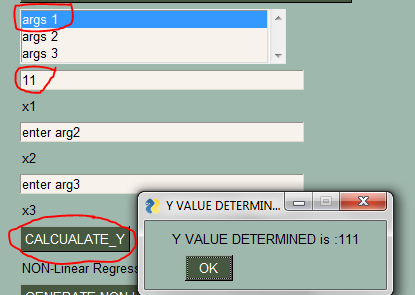 args 1
args 2
args 3
11
x1
enter arg2
x2
enter arg3
x3
CALCUALATE_Y
Y VALUE DETERMIN...
Y VALUE DETERMINED is :111
OK
NON-Linear Regress